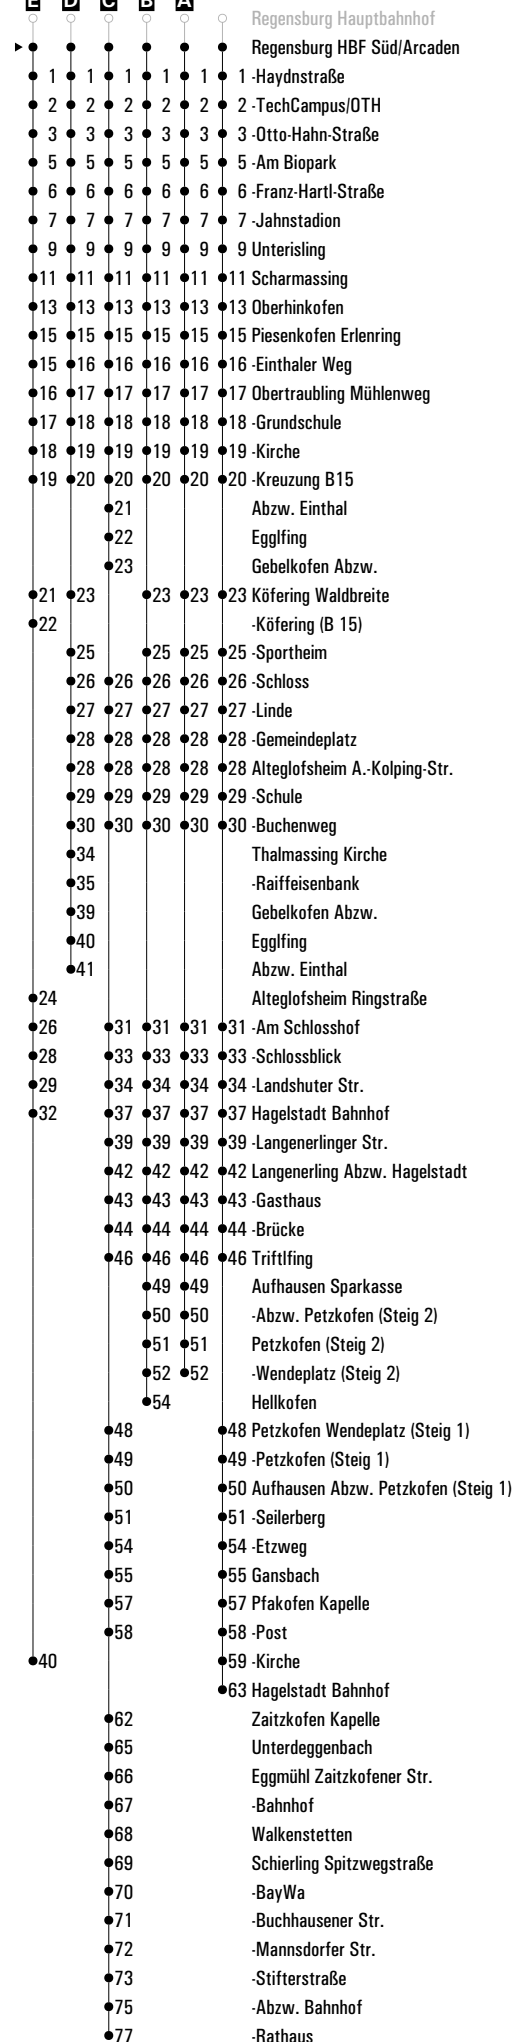 E D C B A
Regensburg Hauptbahnhof
Regensburg HBF Süd/Arcaden
1 1 1 1 1 1 -Haydnstraße
2 2 2 2 2 2 -TechCampus/OTH
3 3 3 3 3 3 -Otto-Hahn-Straße
5 5 5 5 5 5 -Am Biopark
6 6 6 6 6 6 -Franz-Hartl-Straße
7 7 7 7 7 7 -Jahnstadion
9 9 9 9 9 9 Unterisling
11 11 11 11 11 11 Scharmassing
13 13 13 13 13 13 Oberhinkofen
15 15 15 15 15 15 Piesenkofen Erlenring
15 16 16 16 16 16 -Einthaler Weg
16 17 17 17 17 17 Obertraubling Mühlenweg
17 18 18 18 18 18 -Grundschule
18 19 19 19 19 19 -Kirche
19 20 20 20 20 20 -Kreuzung B15
21 Abzw. Einthal
22 Egglfing
23 Gebelkofen Abzw.
21 23 23 23 23 Köfering Waldbreite
22 -Köfering (B 15)
25 25 25 25 -Sportheim
26 26 26 26 26 -Schloss
27 27 27 27 27 -Linde
28 28 28 28 28 -Gemeindeplatz
28 28 28 28 28 Alteglofsheim A.-Kolping-Str.
29 29 29 29 29 -Schule
30 30 30 30 30 -Buchenweg
34 Thalmassing Kirche
35 -Raiffeisenbank
39 Gebelkofen Abzw.
40 Egglfing
41 Abzw. Einthal
24 Alteglofsheim Ringstraße
26 31 31 31 31 -Am Schlosshof
28 33 33 33 33 -Schlossblick
29 34 34 34 34 -Landshuter Str.
32 37 37 37 37 Hagelstadt Bahnhof
39 39 39 39 -Langenerlinger Str.
42 42 42 42 Langenerling Abzw. Hagelstadt
43 43 43 43 -Gasthaus
44 44 44 44 -Brücke
46 46 46 46 Triftlfing
49 49 Aufhausen Sparkasse
50 50 -Abzw. Petzkofen (Steig 2)
51 51 Petzkofen (Steig 2)
52 52 -Wendeplatz (Steig 2)
54 Hellkofen
48 48 Petzkofen Wendeplatz (Steig 1)
49 49 -Petzkofen (Steig 1)
50 50 Aufhausen Abzw. Petzkofen (Steig 1)
51 51 -Seilerberg
54 54 -Etzweg
55 55 Gansbach
57 57 Pfakofen Kapelle
58 58 -Post
40 59 -Kirche
63 Hagelstadt Bahnhof
62 Zaitzkofen Kapelle
65 Unterdeggenbach
66 Eggmühl Zaitzkofener Str.
67 -Bahnhof
68 Walkenstetten
69 Schierling Spitzwegstraße
70 -BayWa
71 -Buchhausener Str.
72 -Mannsdorfer Str.
73 -Stifterstraße
75 -Abzw. Bahnhof
77 -Rathaus